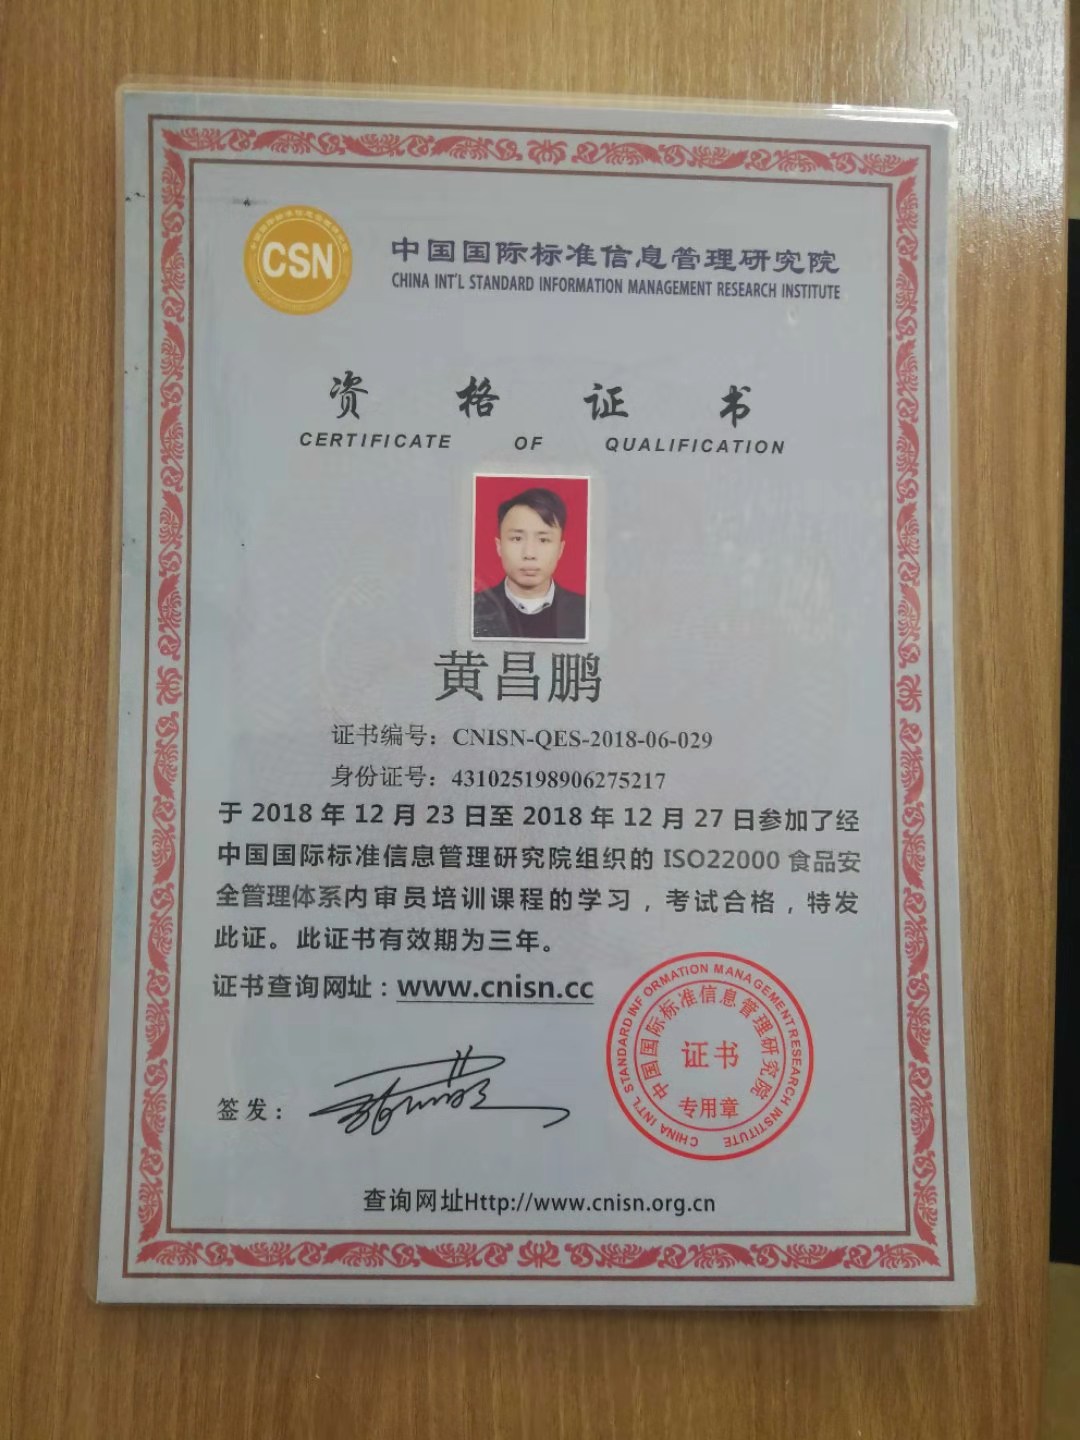 CSN
中国国际标准信息管理研究院
CHINA INT'L STANDARD INFORMATION MANAGEMENT RESEARCH INSTITUTE
资格证书
CERTIFICATE OF QUALIFICATION
黄昌鹏
证书编号：CNISN-QES-2018-06-029
身份证号：431025198906275217
于 2018 年 12 月 23 日至 2018 年 12 月 27 日参加了经
中国国际标准信息管理研究院组织的 ISO22000 食品安
全管理体系内审员培训课程的学习，考试合格，特发
此证。此证书有效期为三年。
证书查询网址：www.cnisn.cc
CHINA INT'L STANDARD INFORMATION MANAGEMENT RESEARCH INSTITUTE
中国国际标准信息管理研究院
证书
专用章
签发：
查询网址Http://www.cnisn.org.cn